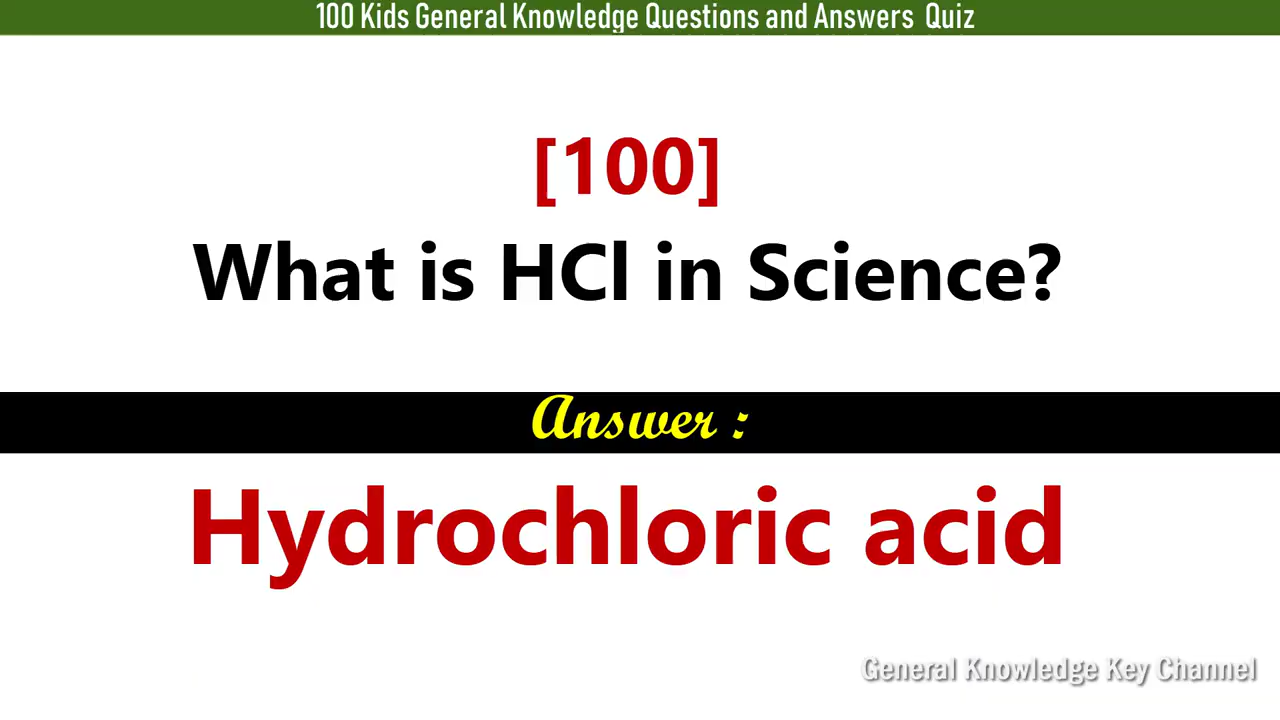 100 Kids General Knowledge Questions and Answers Quiz
[100]
What is HCl in Science?
Answer :
Hydrochloric acid
General Knowledge Key Channel